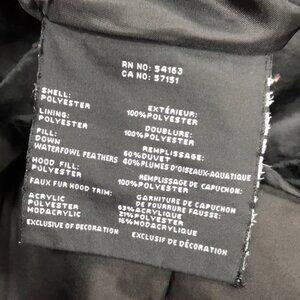 RN NO: 54163
CA NO: 57151
SHELL:
POLYESTER
LINING:
POLYESTER
FILL:
DOWN
WATERFOWL FEATHERS
HOOD FILL:
POLYESTER
FAUX FUR HOOD TRIM:
ACRYLIC
POLYESTER
MODACRYLIC
EXCLUSIVE OF DECORATION
EXTÉRIEUR:
100% POLYESTER
DOUBLURE:
100% POLYESTER
REMPLISSAGE:
60% DUVET
40% PLUMES D'OISEAUX-AQUATIQUE
REMPLISSAGE DE CAPUCHON:
100% POLYESTER
GARNITURE DE CAPUCHON
DE FOURRURE FAUSSE:
63% ACRYLIQUE
21% POLYESTER
16% MODACRYLIQUE
EXCLUSIF DE DÉCORATION